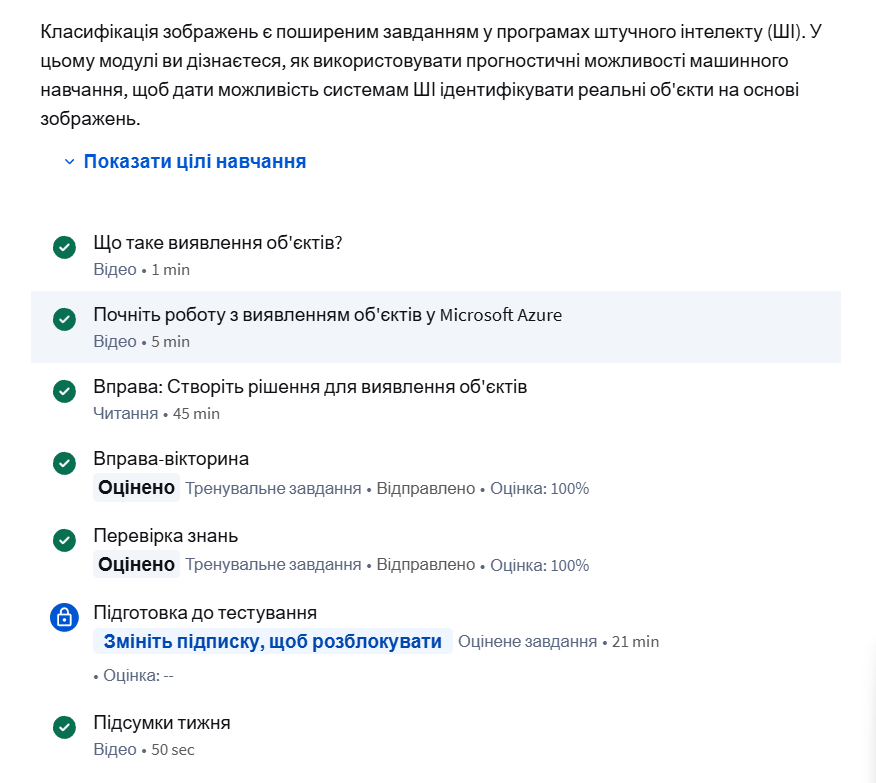 Класифікація зображень є поширеним завданням у програмах штучного інтелекту (ШІ). У
цьому модулі ви дізнаєтеся, як використовувати прогностичні можливості машинного
навчання, щоб дати можливість системам ШІ ідентифікувати реальні об'єкти на основі
зображень.
Показати цілі навчання
Що таке виявлення об'єктів?
Відео • 1 min
Почніть роботу з виявленням об'єктів у Microsoft Azure
Відео • 5 min
Вправа: Створіть рішення для виявлення об'єктів
Читання • 45 min
Вправа-вікторина
Оцінено Тренувальне завдання • Відправлено • Оцінка: 100%
Перевірка знань
Оцінено Тренувальне завдання • Відправлено • Оцінка: 100%
Підготовка до тестування
Змініть підписку, щоб розблокувати Оцінене завдання • 21 min
• Оцінка: --
Підсумки тижня
Відео • 50 sec